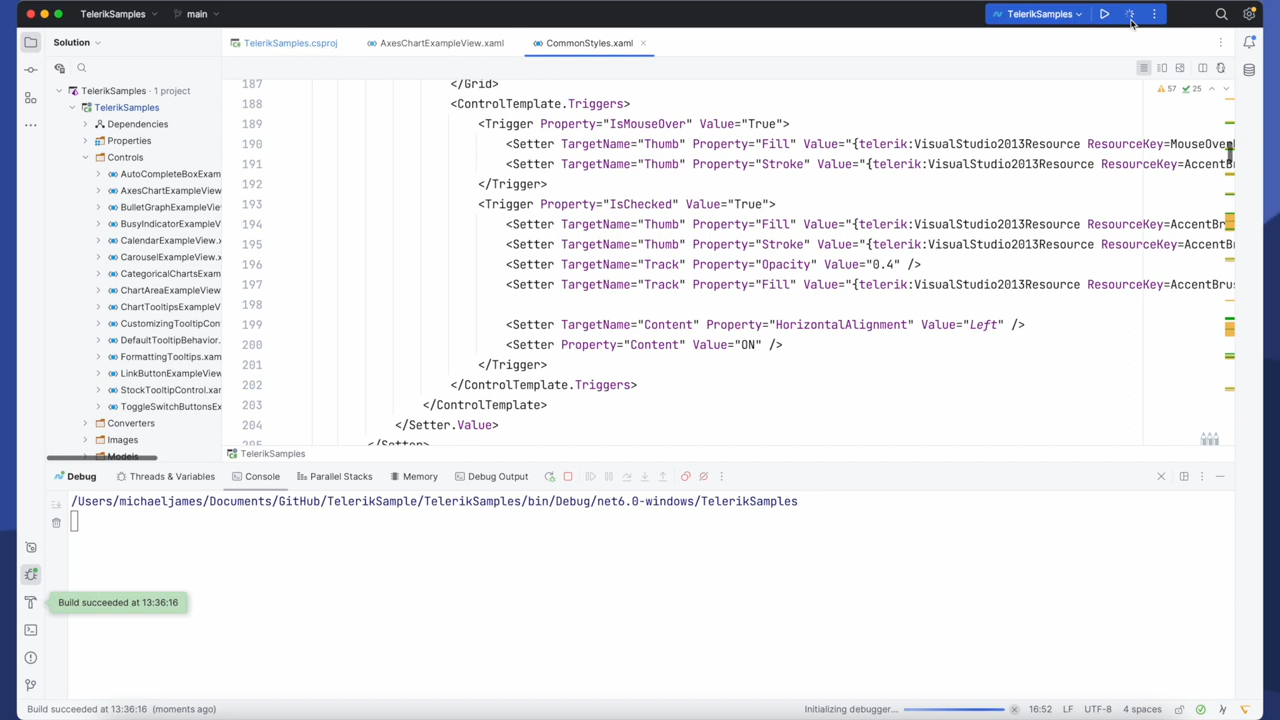 TelerikSamples
main
TelerikSamples
Solution
TelerikSamples · 1 project
TelerikSamples
Dependencies
Properties
Controls
AutoCompleteBoxExam
AxesChartExampleView
BulletGraphExampleVie
BusyIndicatorExampleV
CalendarExampleView.x
CarouselExampleView.x
CategoricalChartsExam
ChartAreaExampleView
ChartTooltipsExampleV
CustomizingTooltipCon
DefaultTooltipBehavior.
FormattingTooltips.xam
LinkButtonExampleView
StockTooltipControl.xar
ToggleSwitchButtonsEx
Converters
Images
Models
TelerikSamples.csproj
AxesChartExampleView.xaml
CommonStyles.xaml
57 25
187 </Grid>
188 <ControlTemplate.Triggers>
189 <Trigger Property="IsMouseOver" Value="True">
190 <Setter TargetName="Thumb" Property="Fill" Value="{telerik:VisualStudio2013Resource ResourceKey=MouseOver
191 <Setter TargetName="Thumb" Property="Stroke" Value="{telerik:VisualStudio2013Resource ResourceKey=AccentB
192 </Trigger>
193 <Trigger Property="IsChecked" Value="True">
194 <Setter TargetName="Thumb" Property="Fill" Value="{telerik:VisualStudio2013Resource ResourceKey=AccentBr
195 <Setter TargetName="Thumb" Property="Stroke" Value="{telerik:VisualStudio2013Resource ResourceKey=AccentB
196 <Setter TargetName="Track" Property="Opacity" Value="0.4" />
197 <Setter TargetName="Track" Property="Fill" Value="{telerik:VisualStudio2013Resource ResourceKey=AccentBrus
198
199 <Setter TargetName="Content" Property="HorizontalAlignment" Value="Left" />
200 <Setter Property="Content" Value="ON" />
201 </Trigger>
202 </ControlTemplate.Triggers>
203 </ControlTemplate>
204 </Setter.Value>
205 </Setter>
TelerikSamples
Debug
Threads & Variables
Console
Parallel Stacks
Memory
Debug Output
/Users/michaeljames/Documents/GitHub/TelerikSample/TelerikSamples/bin/Debug/net6.0-windows/TelerikSamples
Build succeeded at 13:36:16
Build succeeded at 13:36:16 (moments ago)
Initializing debugger...
16:52 LF UTF-8 4 spaces